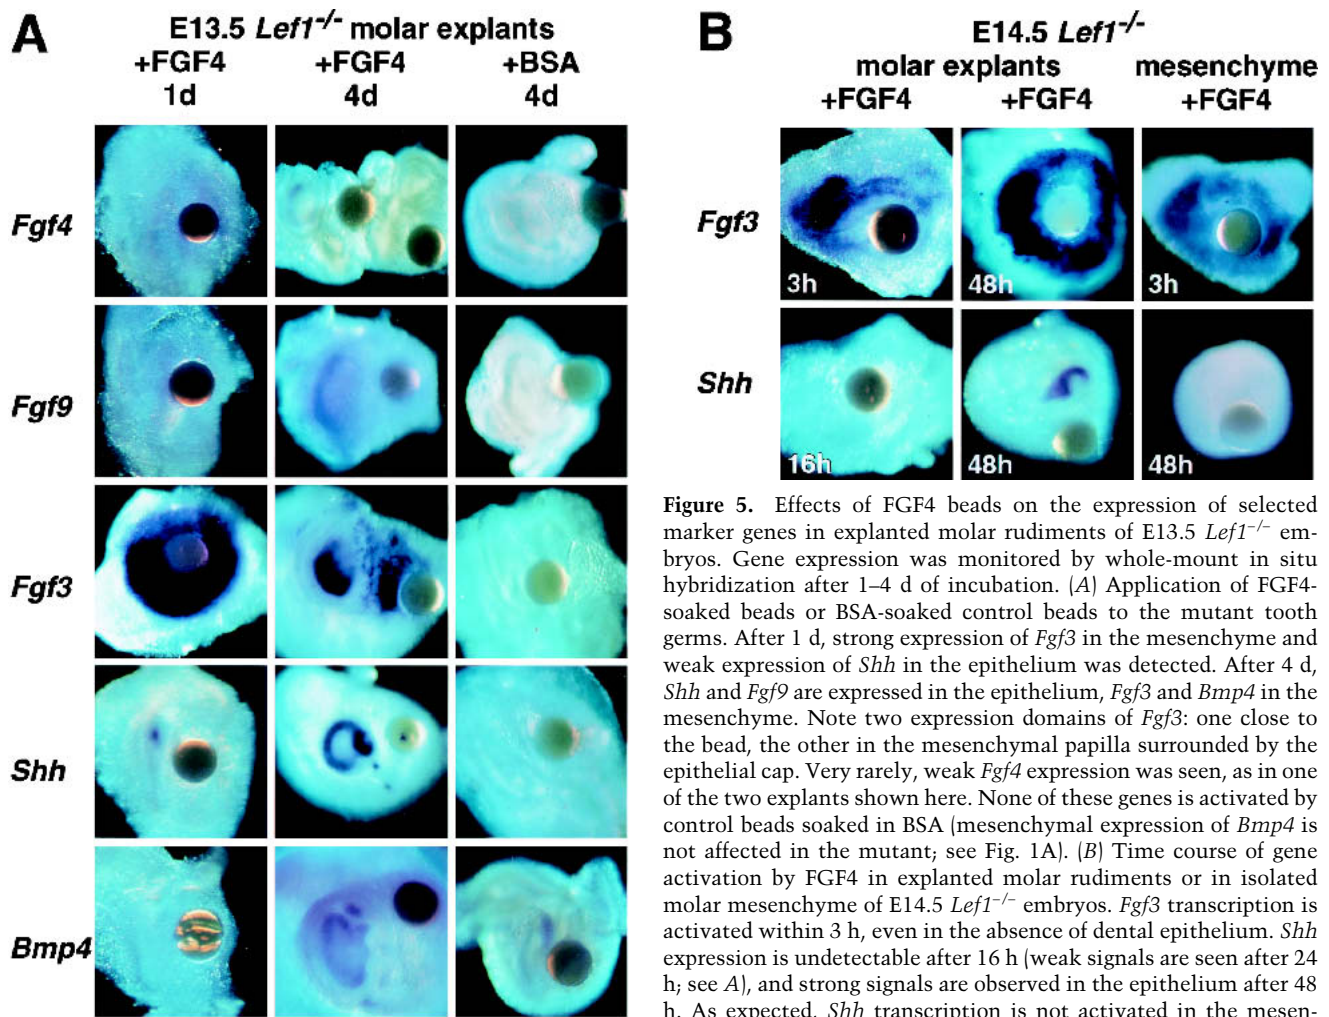 A
E13.5 Lef1-/- molar explants
+FGF4 +FGF4 +BSA
1d 4d 4d
Fgf4
Fgf9
Fgf3
Shh
Bmp4
B
E14.5 Lef1-/-
molar explants mesenchyme
+FGF4 +FGF4 +FGF4
Fgf3
3h 48h 3h
Shh
16h 48h 48h
Figure 5. Effects of FGF4 beads on the expression of selected
marker genes in explanted molar rudiments of E13.5 Lef1−/− em-
bryos. Gene expression was monitored by whole-mount in situ
hybridization after 1–4 d of incubation. (A) Application of FGF4-
soaked beads or BSA-soaked control beads to the mutant tooth
germs. After 1 d, strong expression of Fgf3 in the mesenchyme and
weak expression of Shh in the epithelium was detected. After 4 d,
Shh and Fgf9 are expressed in the epithelium, Fgf3 and Bmp4 in the
mesenchyme. Note two expression domains of Fgf3: one close to
the bead, the other in the mesenchymal papilla surrounded by the
epithelial cap. Very rarely, weak Fgf4 expression was seen, as in one
of the two explants shown here. None of these genes is activated by
control beads soaked in BSA (mesenchymal expression of Bmp4 is
not affected in the mutant; see Fig. 1A). (B) Time course of gene
activation by FGF4 in explanted molar rudiments or in isolated
molar mesenchyme of E14.5 Lef1−/− embryos. Fgf3 transcription is
activated within 3 h, even in the absence of dental epithelium. Shh
expression is undetectable after 16 h (weak signals are seen after 24
h; see A), and strong signals are observed in the epithelium after 48
h. As expected, Shh transcription is not activated in the mesen-